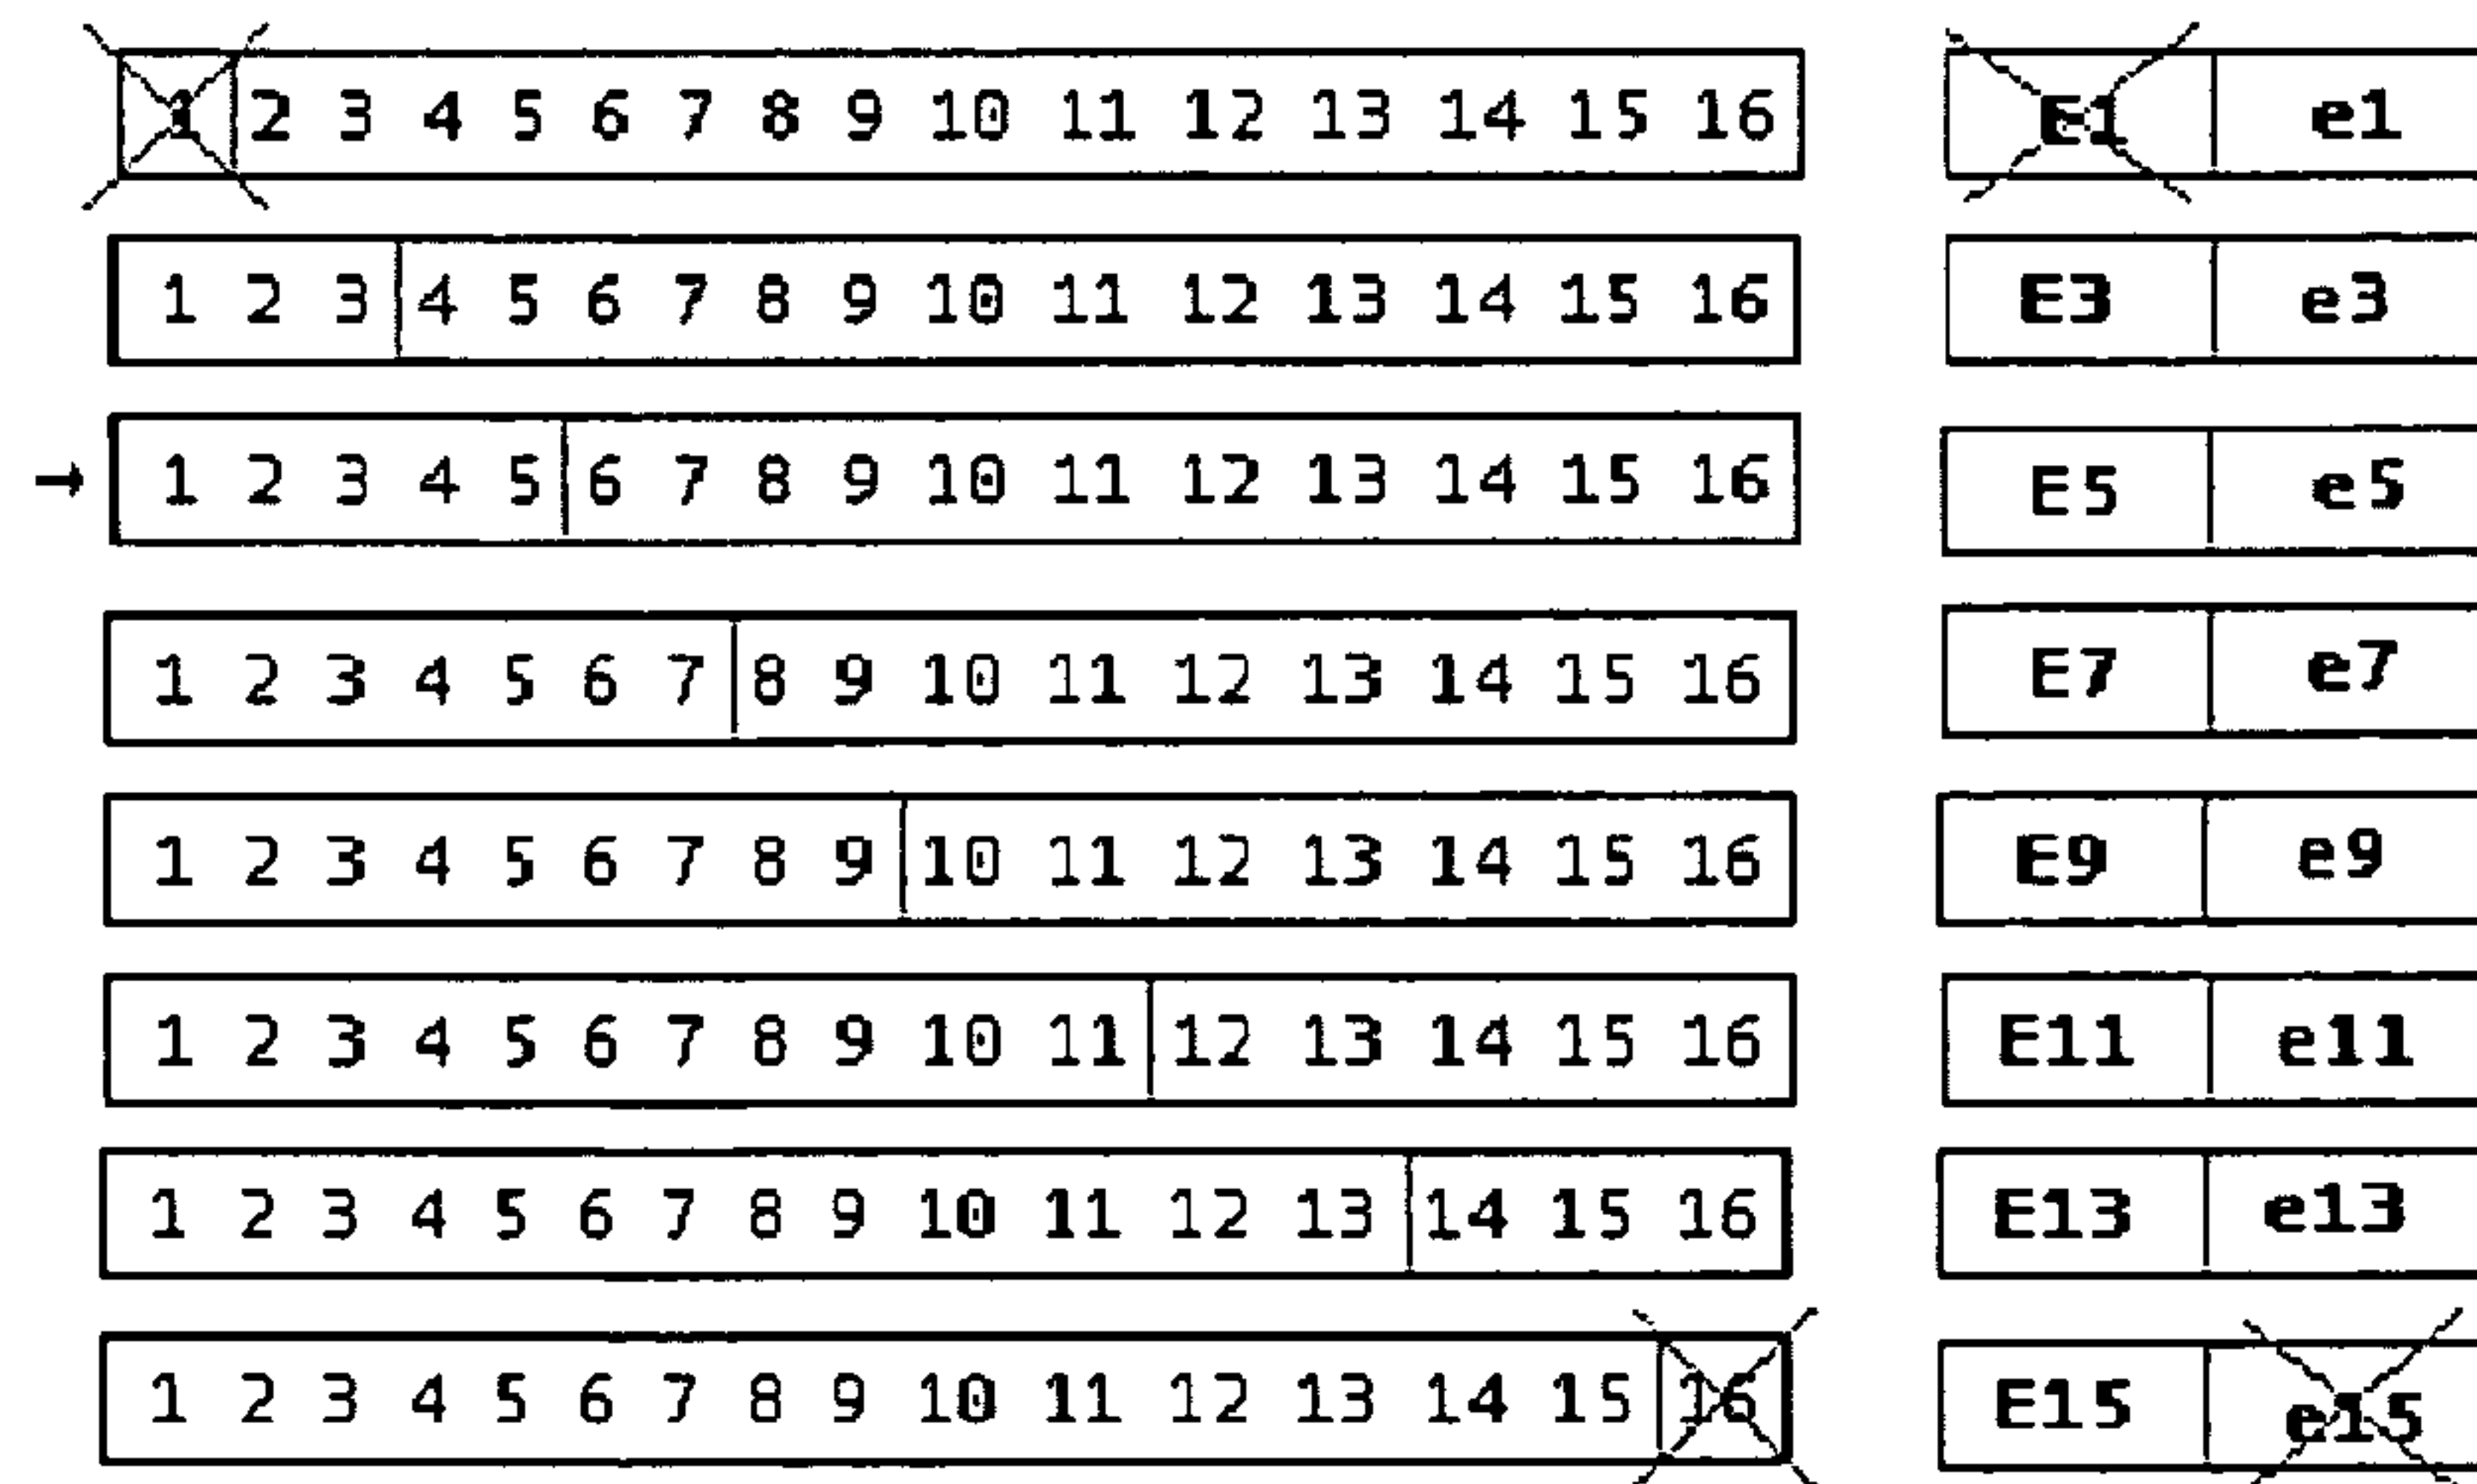 1 2 3 4 5 6 7 8 9 10 11 12 13 14 15 16 E1 e1
1 2 3 4 5 6 7 8 9 10 11 12 13 14 15 16 E3 e3
→ 1 2 3 4 5 6 7 8 9 10 11 12 13 14 15 16 E5 e5
1 2 3 4 5 6 7 8 9 10 11 12 13 14 15 16 E7 e7
1 2 3 4 5 6 7 8 9 10 11 12 13 14 15 16 E9 e9
1 2 3 4 5 6 7 8 9 10 11 12 13 14 15 16 E11 e11
1 2 3 4 5 6 7 8 9 10 11 12 13 14 15 16 E13 e13
1 2 3 4 5 6 7 8 9 10 11 12 13 14 15 16 E15 e15